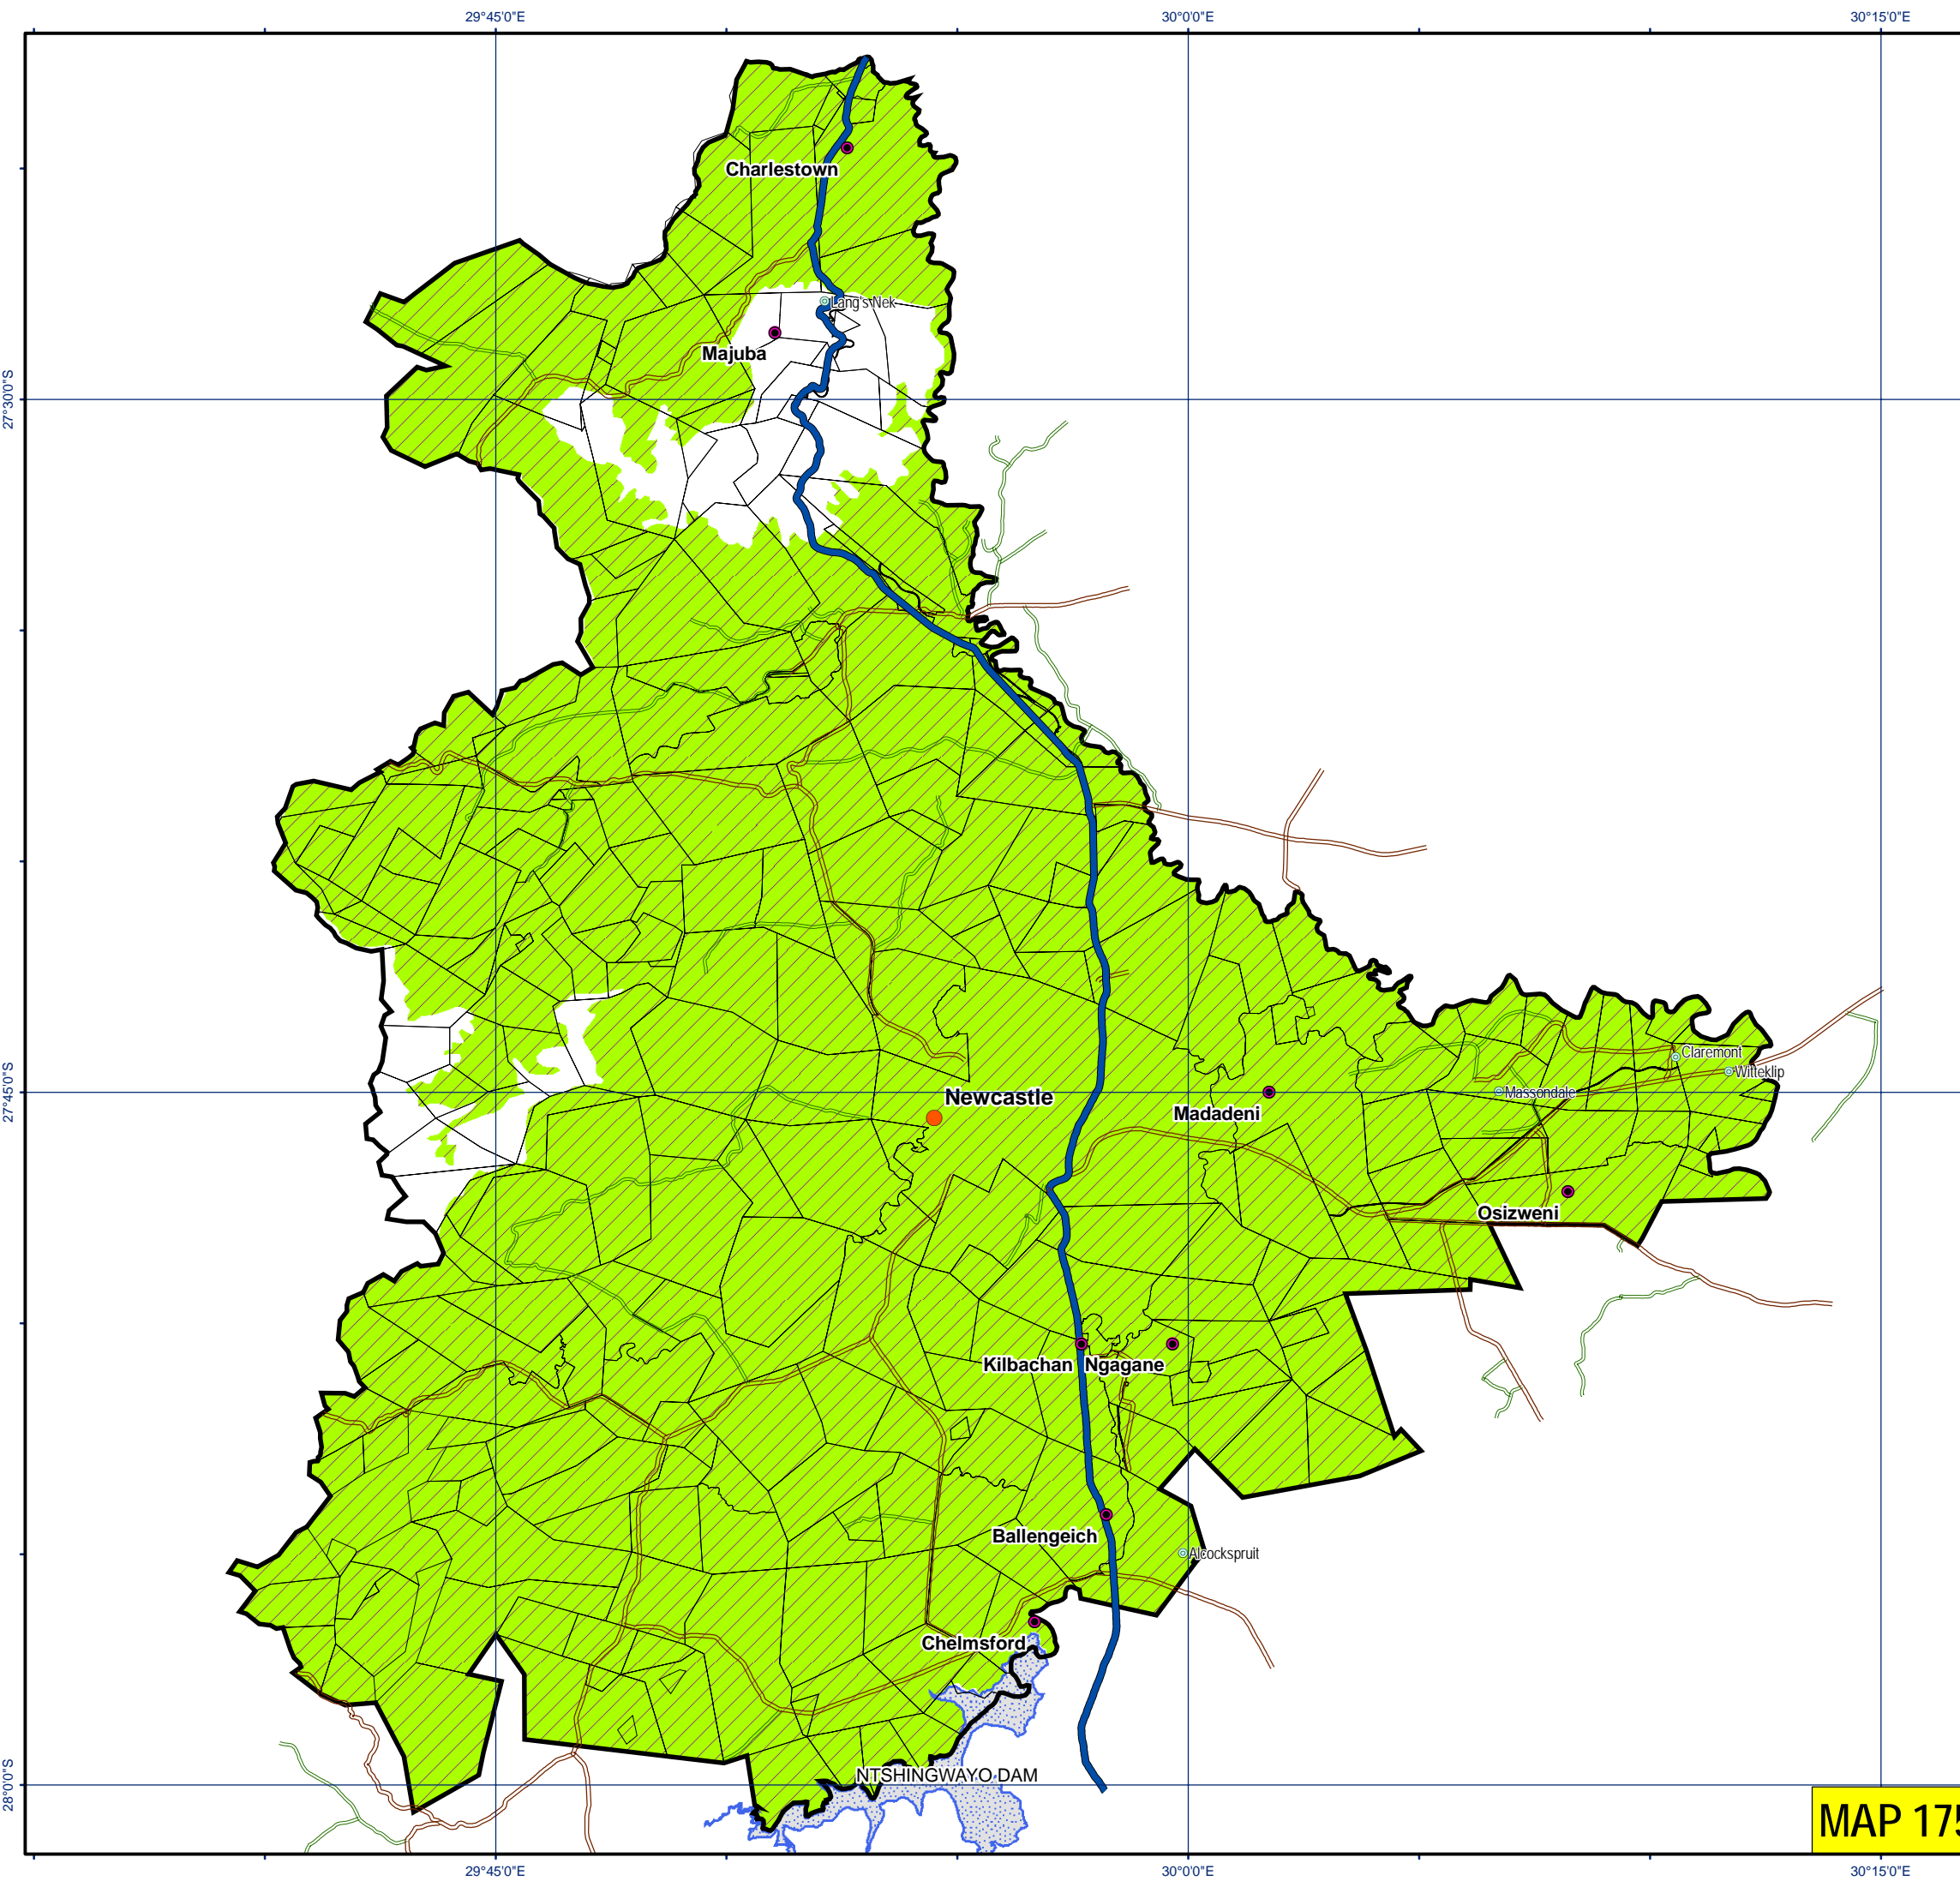 29°45'0"E
30°0'0"E
30°15'0"E
Charlestown
Lang's Nek
Majuba
27°30'0"S
Claremont
Witteklip
27°45'0"S
Massondale
Newcastle
Madadeni
Osizweni
Kilbachan
Ngagane
Ballengeich
Alcockspruit
Chelmsford
NTSHINGWAYO DAM
28°0'0"S
MAP 175
29°45'0"E
30°0'0"E
30°15'0"E